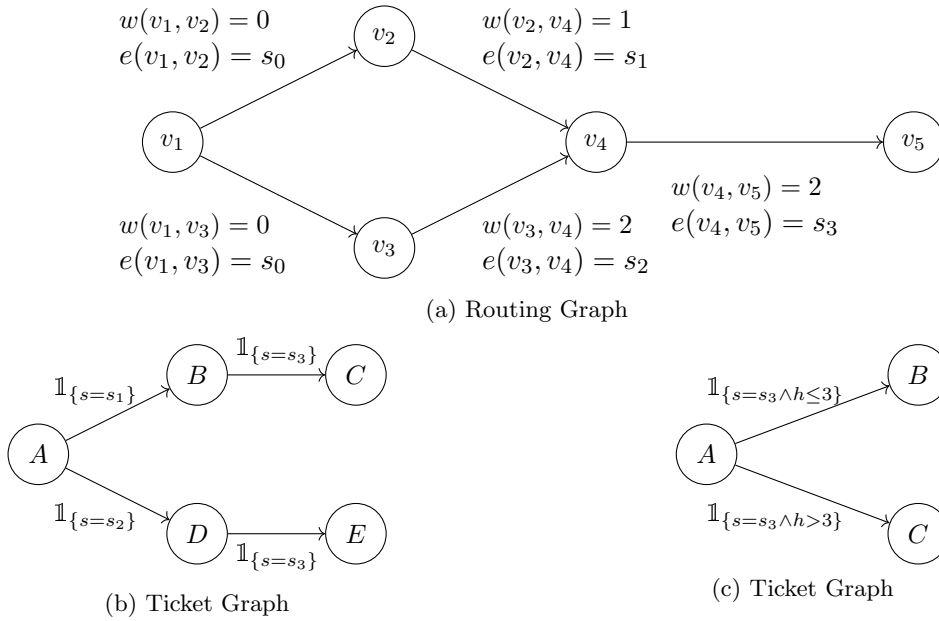 w(v₁, v₂) = 0
e(v₁, v₂) = s₀
v₂
w(v₂, v₄) = 1
e(v₂, v₄) = s₁
v₁
v₄
v₅
w(v₁, v₃) = 0
e(v₁, v₃) = s₀
v₃
w(v₃, v₄) = 2
e(v₃, v₄) = s₂
w(v₄, v₅) = 2
e(v₄, v₅) = s₃
(a) Routing Graph
𝟙{s=s₁}
B
𝟙{s=s₃}
C
A
𝟙{s=s₂}
D
𝟙{s=s₃}
E
(b) Ticket Graph
𝟙{s=s₃∧h≤3}
B
A
𝟙{s=s₃∧h>3}
C
(c) Ticket Graph